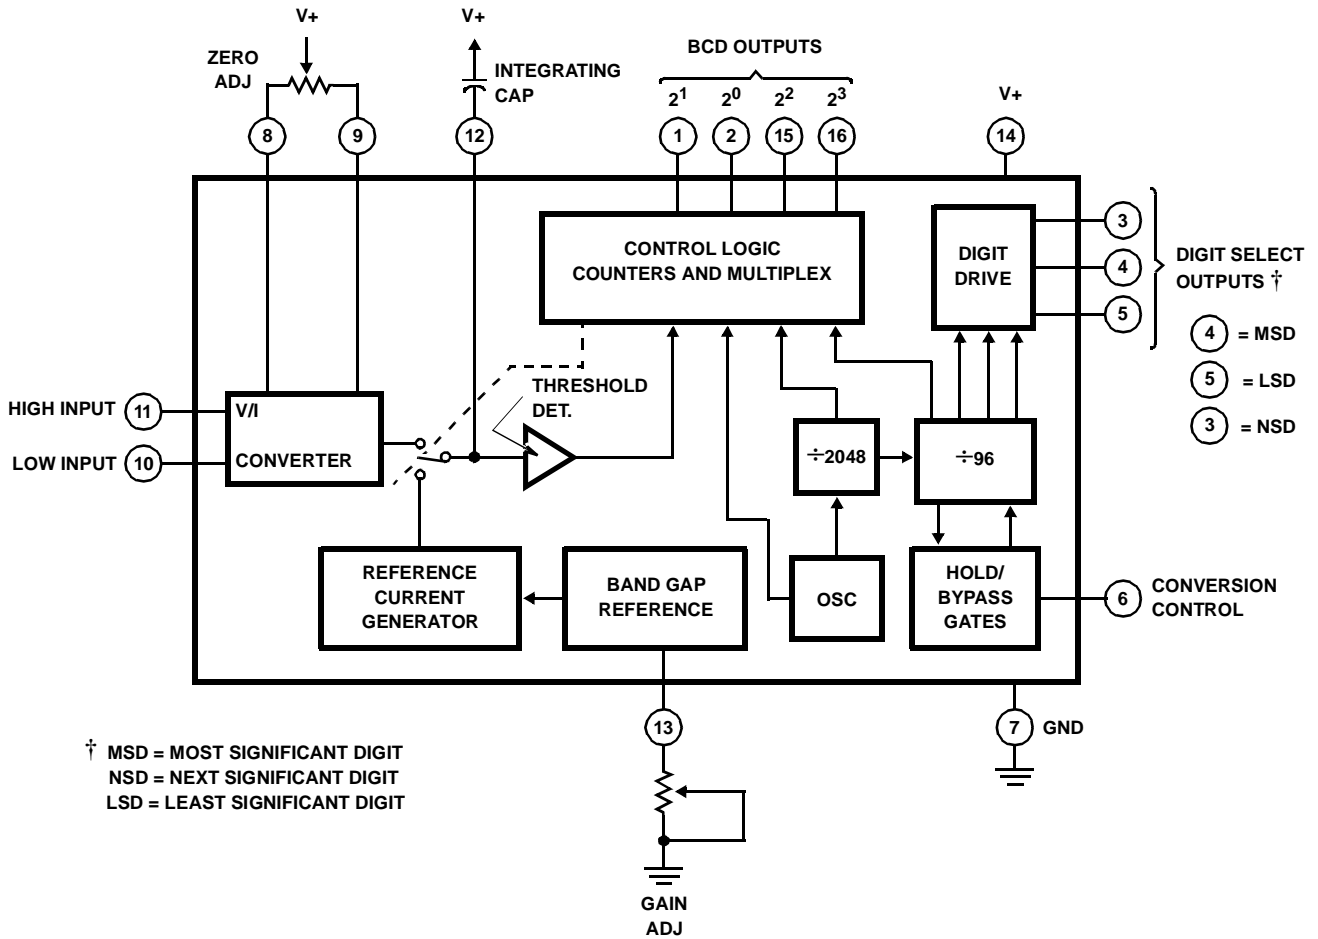 V+
V+
ZERO
ADJ
INTEGRATING
CAP
BCD OUTPUTS
2^1 2^0 2^2 2^3
V+
8 9 12 1 2 15 16 14
CONTROL LOGIC
COUNTERS AND MULTIPLEX
DIGIT
DRIVE
3
4
5
DIGIT SELECT
OUTPUTS †
4 = MSD
5 = LSD
3 = NSD
THRESHOLD
DET.
HIGH INPUT 11
LOW INPUT 10
V/I
CONVERTER
÷2048
÷96
REFERENCE
CURRENT
GENERATOR
BAND GAP
REFERENCE
OSC
HOLD/
BYPASS
GATES
6
CONVERSION
CONTROL
13
7 GND
† MSD = MOST SIGNIFICANT DIGIT
NSD = NEXT SIGNIFICANT DIGIT
LSD = LEAST SIGNIFICANT DIGIT
GAIN
ADJ